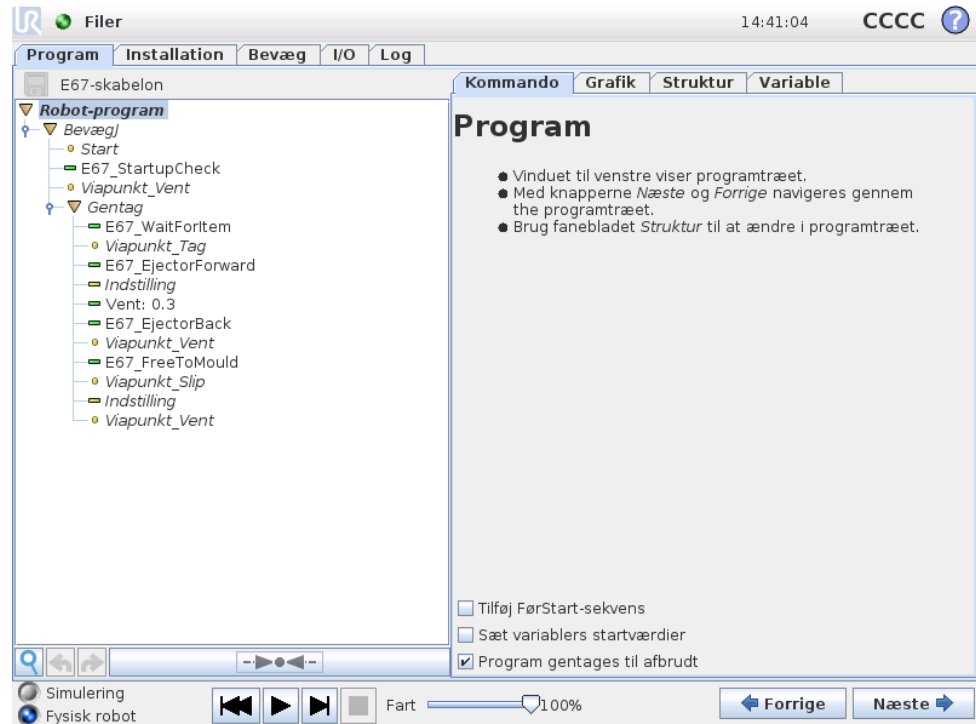 UR Filer 14:41:04 CCCC ?
Program Installation Bevæg I/O Log
E67-skabelon
Robot-program
BevægJ
Start
E67_StartupCheck
Viapunkt_Vent
Gentag
E67_WaitForItem
Viapunkt_Tag
E67_EjectorForward
Indstilling
Vent: 0.3
E67_EjectorBack
Viapunkt_Vent
E67_FreeToMould
Viapunkt_Slip
Indstilling
Viapunkt_Vent
Kommando Grafik Struktur Variable
Program
Vinduet til venstre viser programtræet.
Med knapperne Næste og Forrige navigeres gennem
the programtræet.
Brug fanebladet Struktur til at ændre i programtræet.
Tilføj FørStart-sekvens
Sæt variablers startværdier
Program gentages til afbrudt
Simulering
Fysisk robot
Fart 100%
Forrige Næste